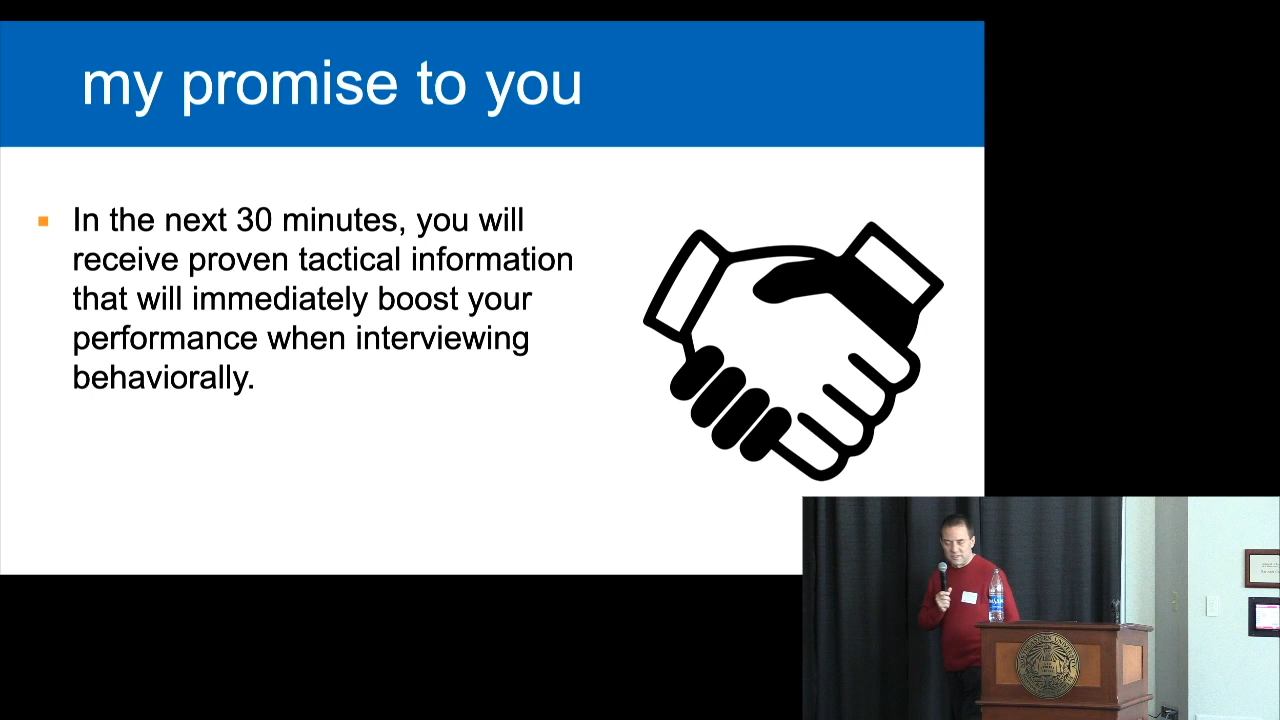 my promise to you
In the next 30 minutes, you will
receive proven tactical information
that will immediately boost your
performance when interviewing
behaviorally.